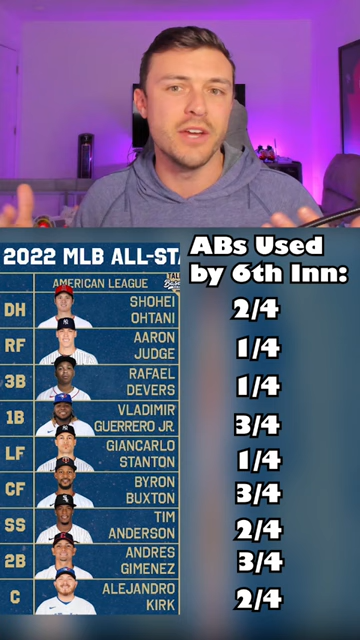 2022 MLB ALL-STA
ABs Used
by 6th Inn:
AMERICAN LEAGUE
DH SHOHEI OHTANI 2/4
RF AARON JUDGE 1/4
3B RAFAEL DEVERS 1/4
1B VLADIMIR GUERRERO JR. 3/4
LF GIANCARLO STANTON 1/4
CF BYRON BUXTON 3/4
SS TIM ANDERSON 2/4
2B ANDRES GIMENEZ 3/4
C ALEJANDRO KIRK 2/4